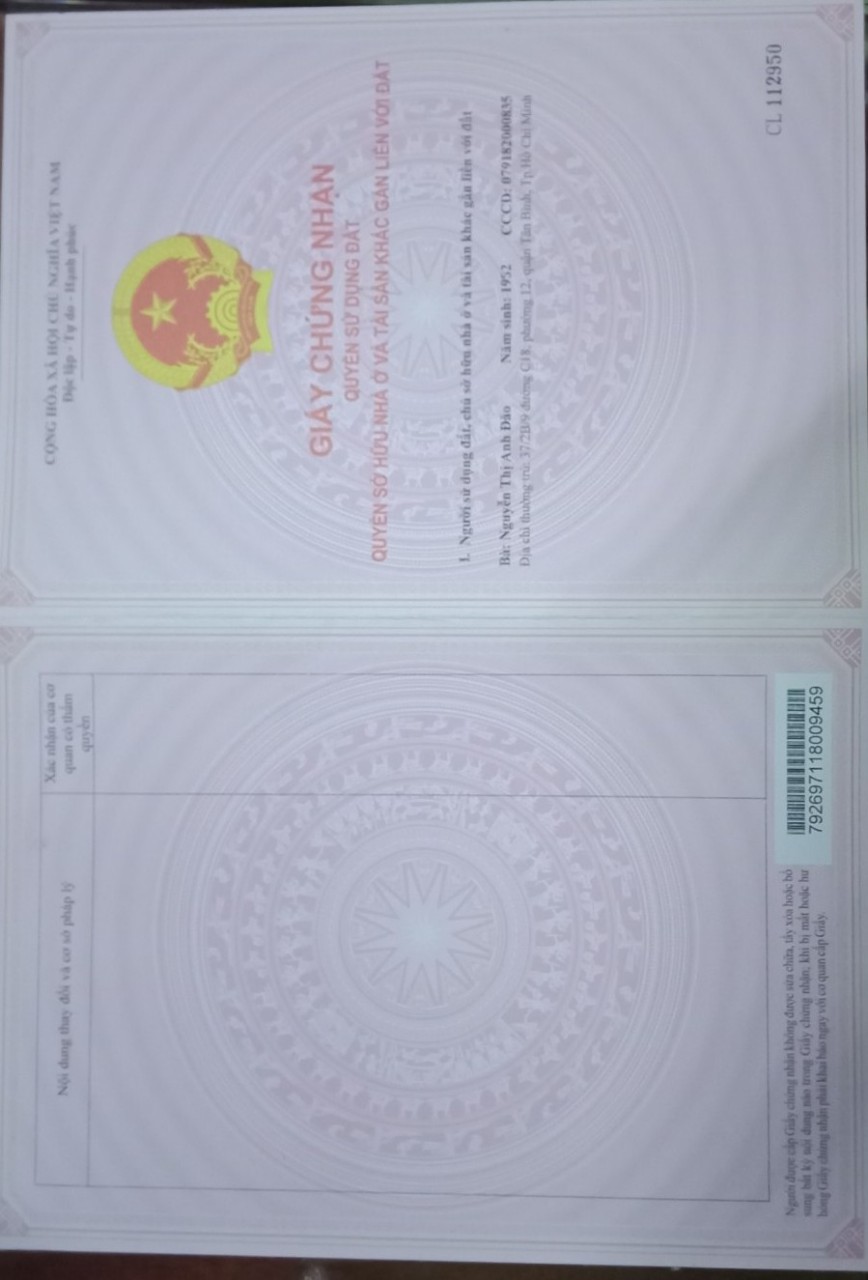 Nội dung thay đổi và cơ sở pháp lý
Xác nhận của cơ
quan có thẩm
quyền
Người được cấp Giấy chứng nhận không được sửa chữa, tẩy xóa hoặc bổ
sung bất kỳ nội dung nào trong Giấy chứng nhận; khi bị mất hoặc hư
hỏng Giấy chứng nhận phải khai báo ngay với cơ quan cấp Giấy.
792697118009459
CỘNG HÒA XÃ HỘI CHỦ NGHĨA VIỆT NAM
Độc lập - Tự do - Hạnh phúc
GIẤY CHỨNG NHẬN
QUYỀN SỬ DỤNG ĐẤT
QUYỀN SỞ HỮU NHÀ Ở VÀ TÀI SẢN KHÁC GẮN LIỀN VỚI ĐẤT
I. Người sử dụng đất, chủ sở hữu nhà ở và tài sản khác gắn liền với đất
Bà: Nguyễn Thị Anh Đào Năm sinh: 1952 CCCD: 079182000835
Địa chỉ thường trú: 37/2B/9 đường C18, phường 12, quận Tân Bình, Tp.Hồ Chí Minh
CL 112950